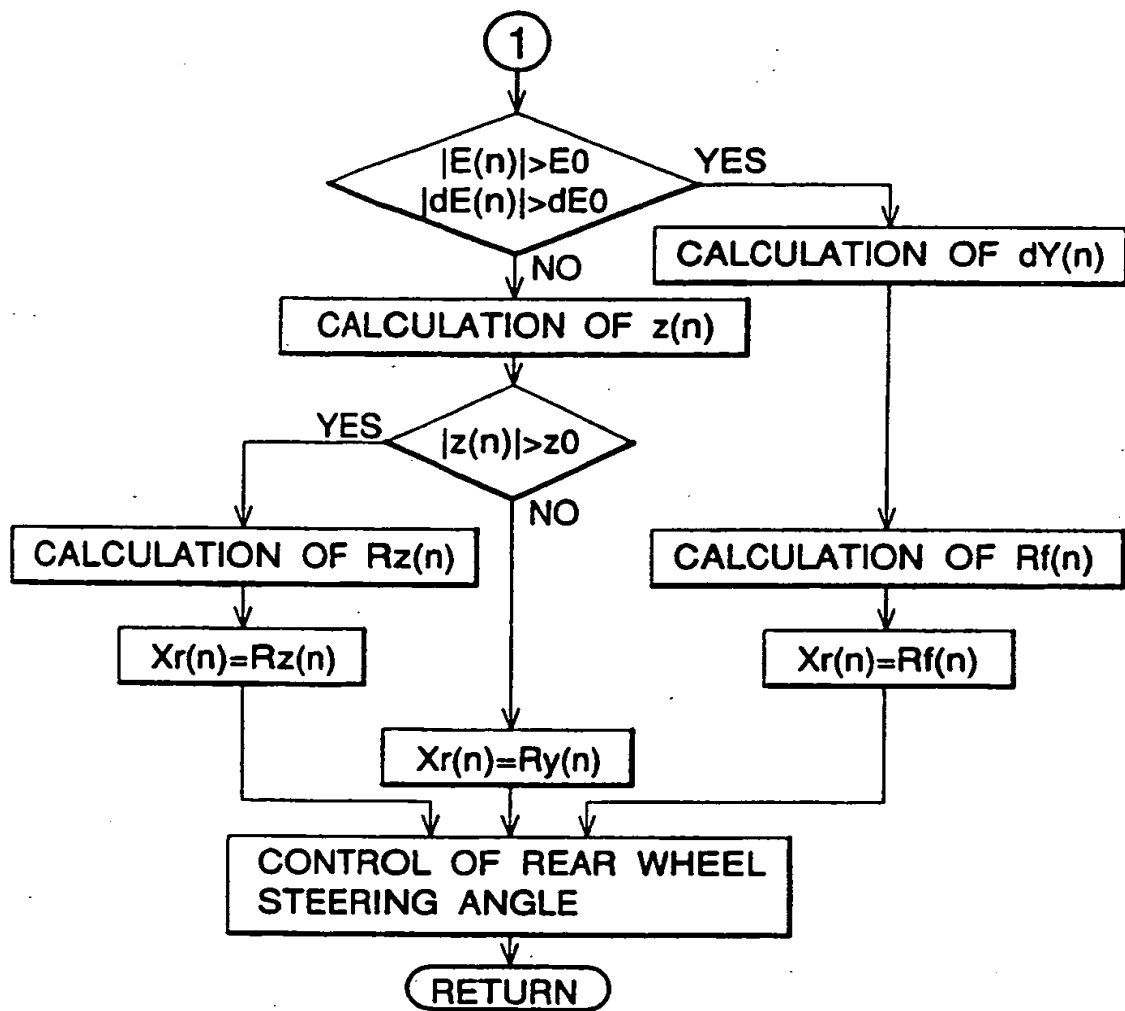 1
|E(n)|>E0
|dE(n)|>dE0
YES
NO
CALCULATION OF dY(n)
CALCULATION OF z(n)
YES
|z(n)|>z0
NO
CALCULATION OF Rz(n)
CALCULATION OF Rf(n)
Xr(n)=Rz(n)
Xr(n)=Rf(n)
Xr(n)=Ry(n)
CONTROL OF REAR WHEEL
STEERING ANGLE
RETURN